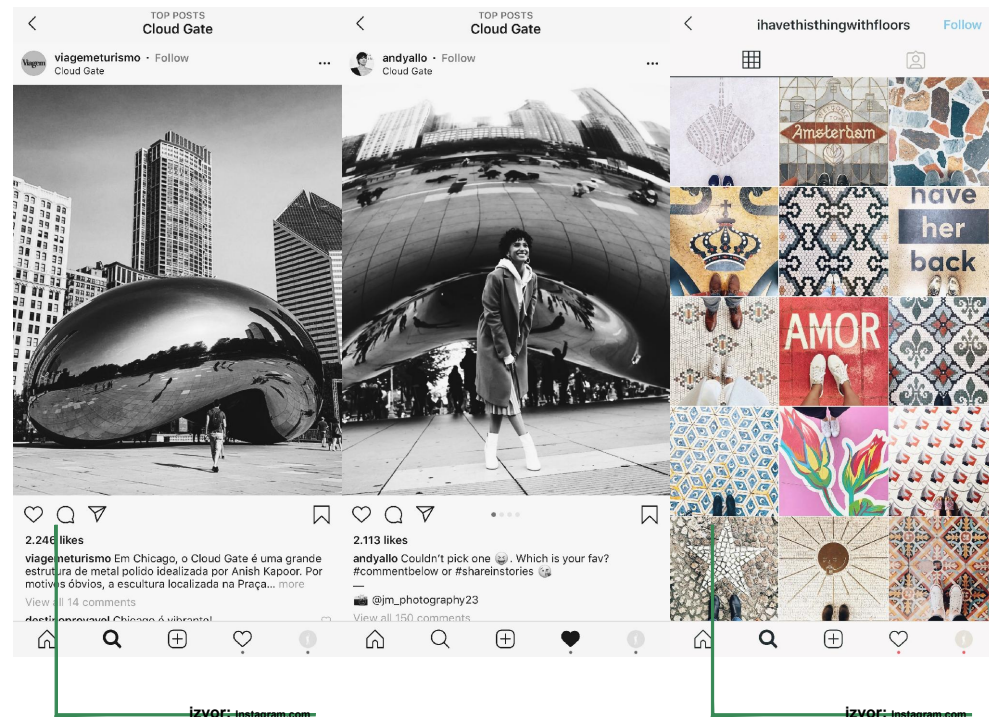 TOP POSTS
Cloud Gate
Viagem
viagemeturismo · Follow
Cloud Gate
2.246 likes
viagemeturismo Em Chicago, o Cloud Gate é uma grande
estrutura de metal polido idealizada por Anish Kapoor. Por
motivos óbvios, a escultura localizada na Praça... more
View all 14 comments
destinoprovavel Chicago é vibrante!
TOP POSTS
Cloud Gate
andyallo · Follow
Cloud Gate
2.113 likes
andyallo Couldn't pick one 😀. Which is your fav?
#commentbelow or #shareinstories 😘
—
📸 @jm_photography23
View all 150 comments
ihavethisthingwithfloors
Follow
Amsterdam
have
her
back
AMOR
izvor: Instagram.com
izvor: Instagram.com